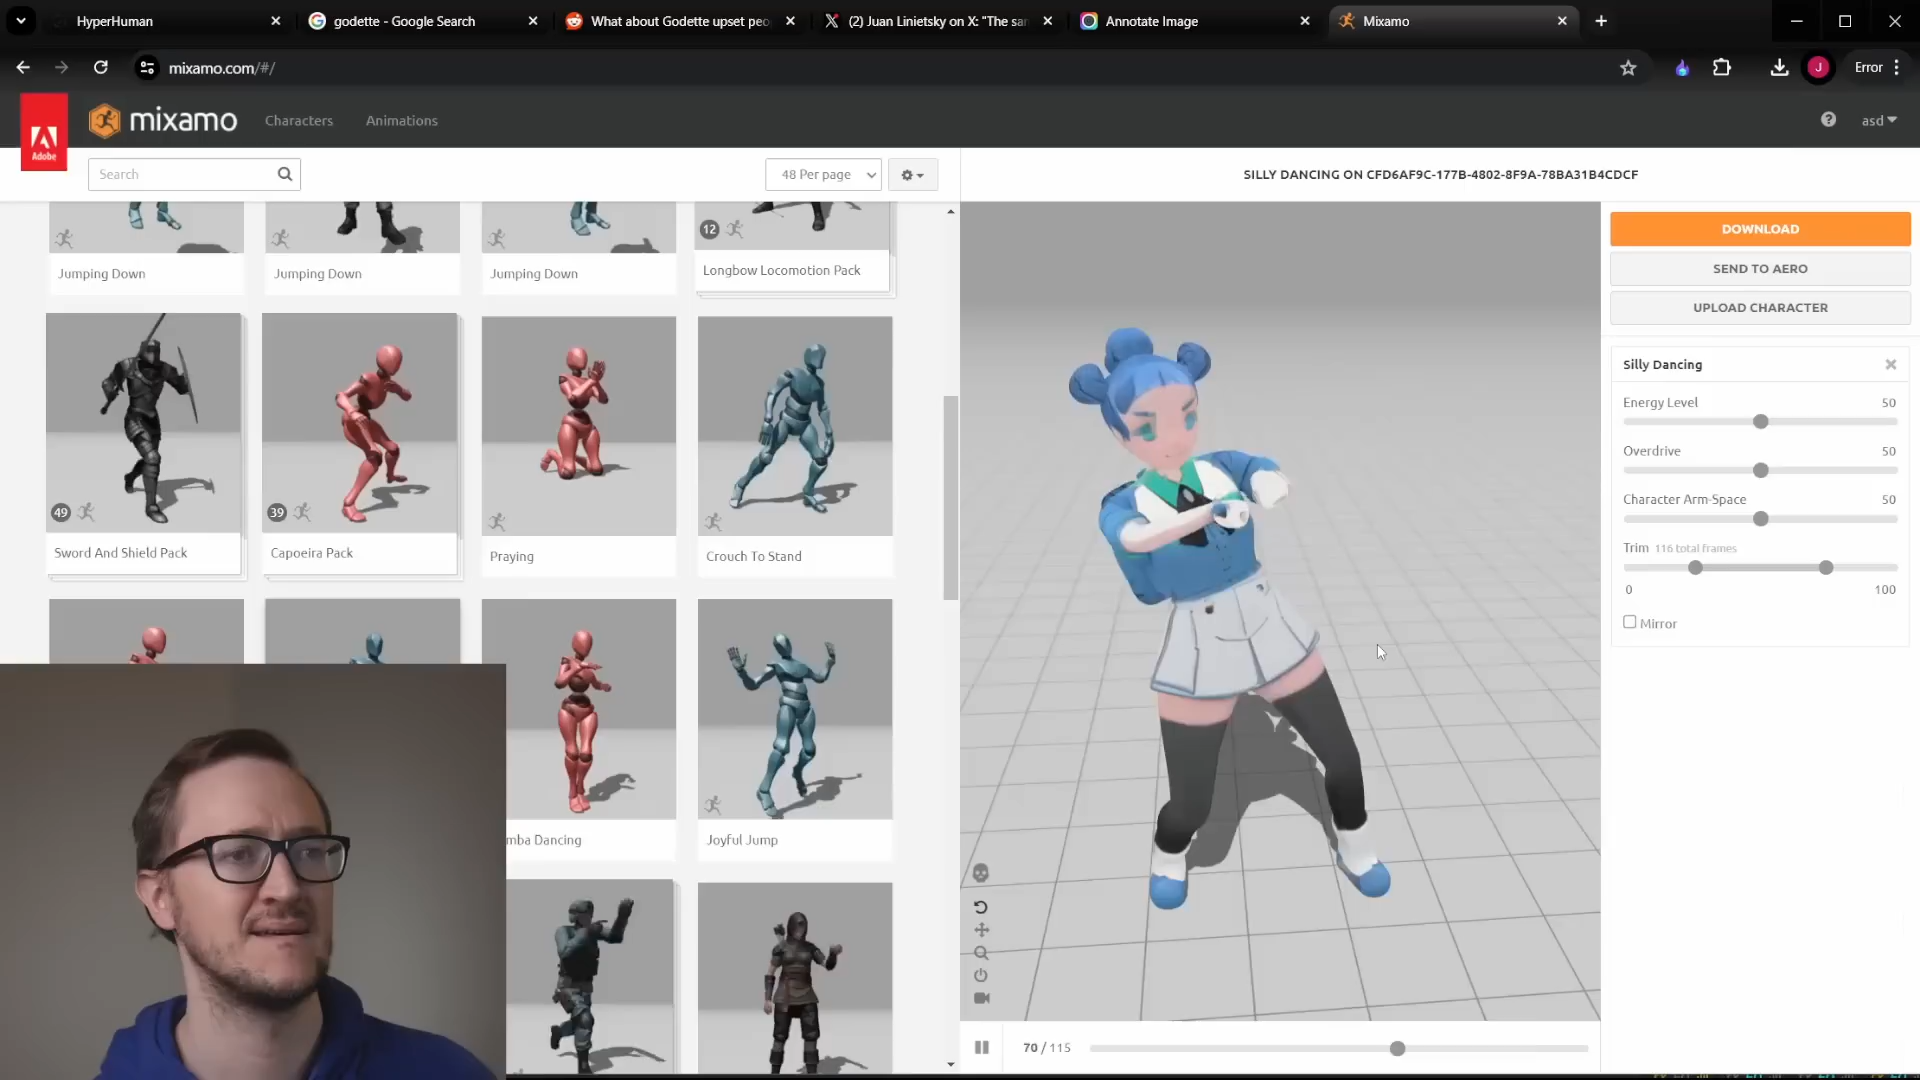 HyperHuman
godette - Google Search
What about Godette upset peo
(2) Juan Linietsky on X: "The sar
Annotate Image
Mixamo
mixamo.com/#/
J
Error
Adobe
mixamo
Characters
Animations
asd
Search
48 Per page
SILLY DANCING ON CFD6AF9C-177B-4802-8F9A-78BA31B4CDCF
DOWNLOAD
SEND TO AERO
UPLOAD CHARACTER
12
Jumping Down
Jumping Down
Jumping Down
Longbow Locomotion Pack
49
39
Sword And Shield Pack
Capoeira Pack
Praying
Crouch To Stand
mba Dancing
Joyful Jump
Silly Dancing
Energy Level 50
Overdrive 50
Character Arm-Space 50
Trim 116 total frames
0 100
Mirror
70 / 115